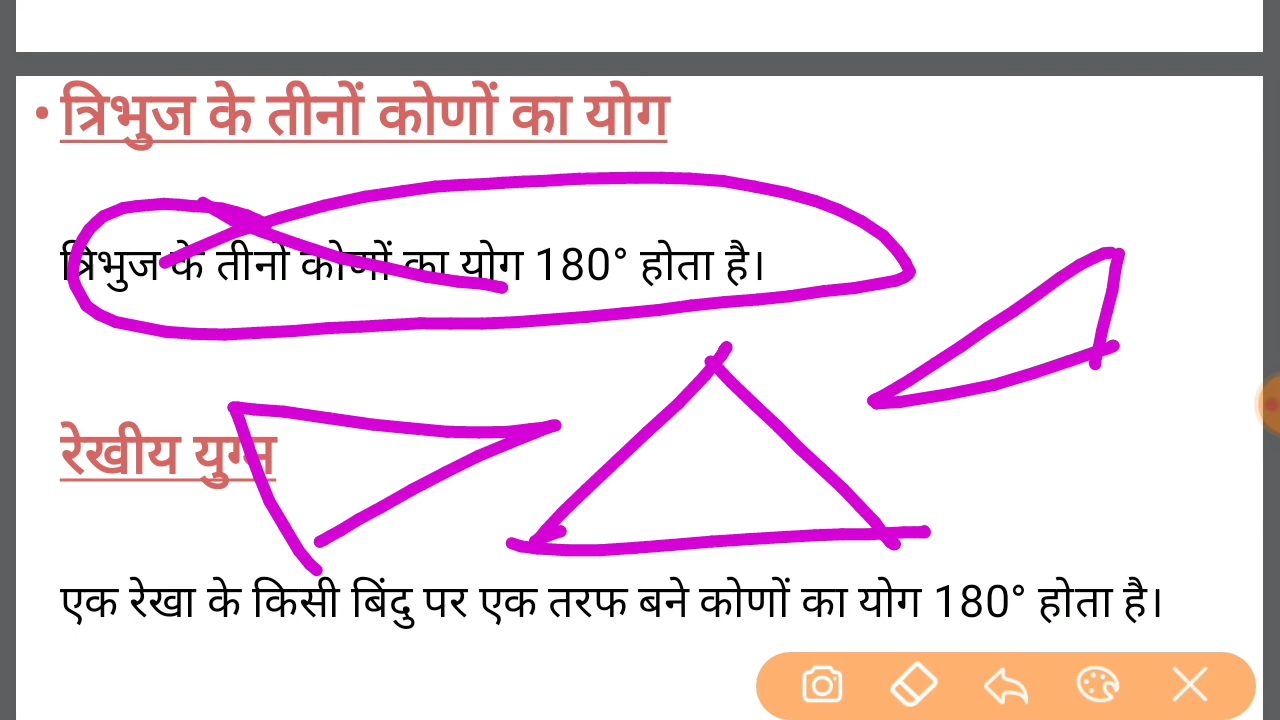 • त्रिभुज के तीनों कोणों का योग
त्रिभुज के तीनों कोणों का योग 180° होता है।
रेखीय युग्म
एक रेखा के किसी बिंदु पर एक तरफ बने कोणों का योग 180° होता है।